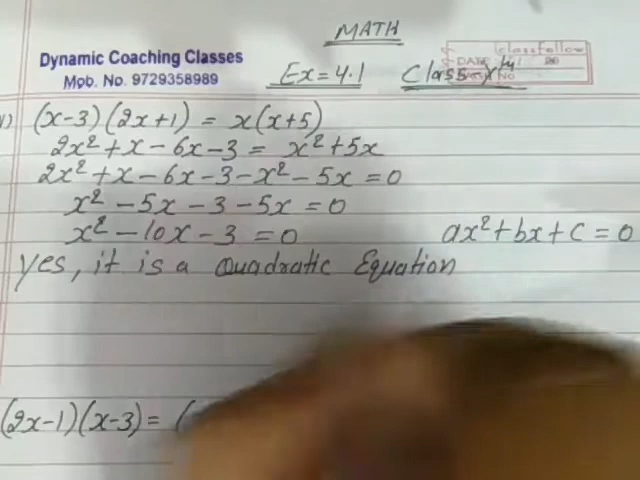 MATH
Dynamic Coaching Classes
Mob. No. 9729358989
Ex = 4.1
Class
classfellow
DATE
(x-3)(2x+1) = x(x+5)
2x² + x - 6x - 3 = x² + 5x
2x² + x - 6x - 3 - x² - 5x = 0
x² - 5x - 3 - 5x = 0
x² - 10x - 3 = 0
ax² + bx + c = 0
Yes, it is a Quadratic Equation
(2x-1)(x-3) = (